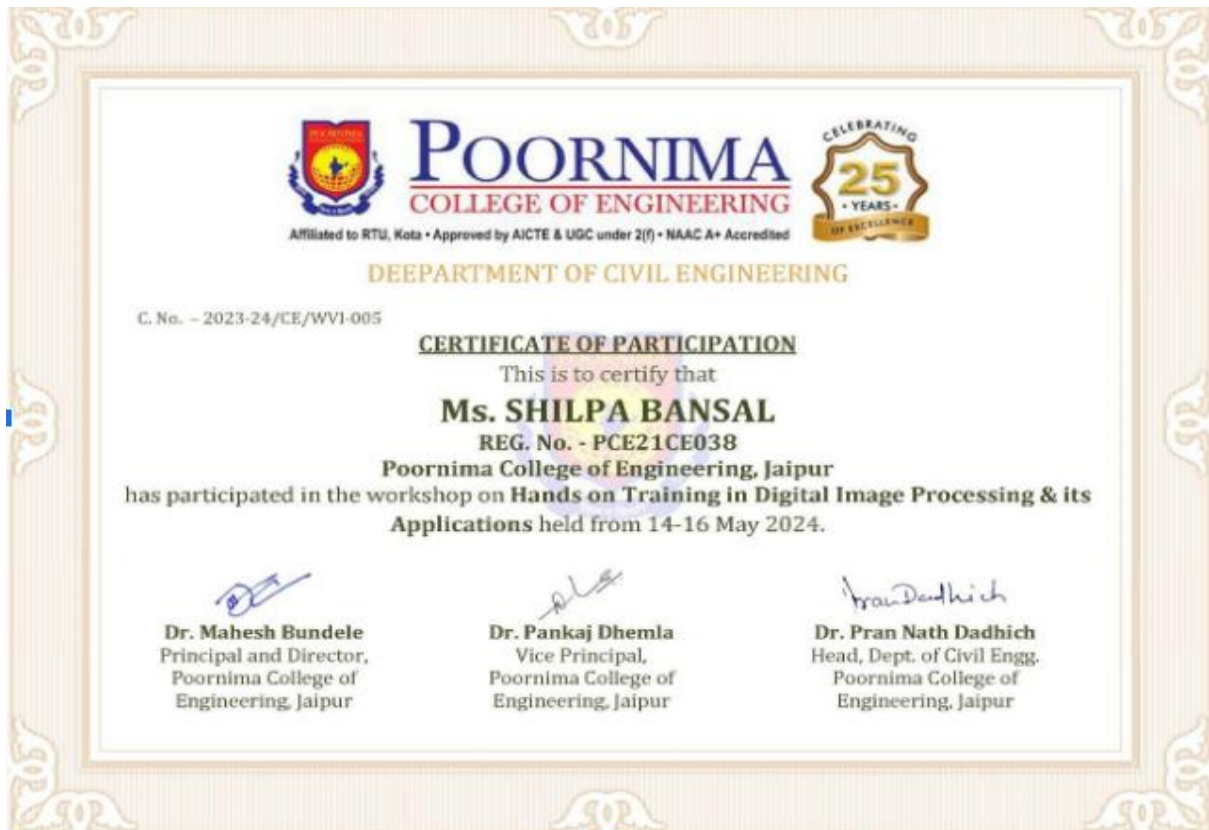 POORNIMA
POORNIMA
COLLEGE OF ENGINEERING
Affiliated to RTU, Kota • Approved by AICTE & UGC under 2(f) • NAAC A+ Accredited
CELEBRATING
25
• YEARS •
OF EXCELLENCE
DEEPARTMENT OF CIVIL ENGINEERING
C. No. – 2023-24/CE/WVI-005
CERTIFICATE OF PARTICIPATION
This is to certify that
Ms. SHILPA BANSAL
REG. No. - PCE21CE038
Poornima College of Engineering, Jaipur
has participated in the workshop on Hands on Training in Digital Image Processing & its
Applications held from 14-16 May 2024.
Dr. Mahesh Bundele
Principal and Director,
Poornima College of
Engineering, Jaipur
Dr. Pankaj Dhemla
Vice Principal,
Poornima College of
Engineering, Jaipur
Dr. Pran Nath Dadhich
Head, Dept. of Civil Engg.
Poornima College of
Engineering, Jaipur